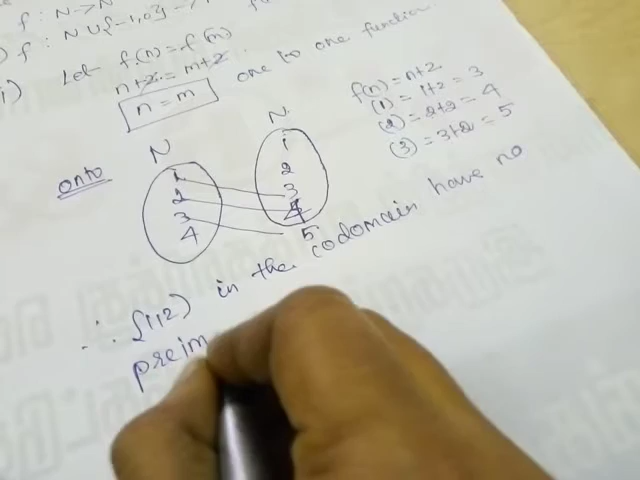 f : N -> N
f : N ∪ {-1, 0} ->
i) Let f(n) = f(m)
n+2 = m+2
n = m
one to one function.
f(n) = n+2
(1) = 1+2 = 3
(2) = 2+2 = 4
(3) = 3+2 = 5
onto
N
1
2
3
4
N
1
2
3
4
5
∴ {1,2} in the codomain have no
preim